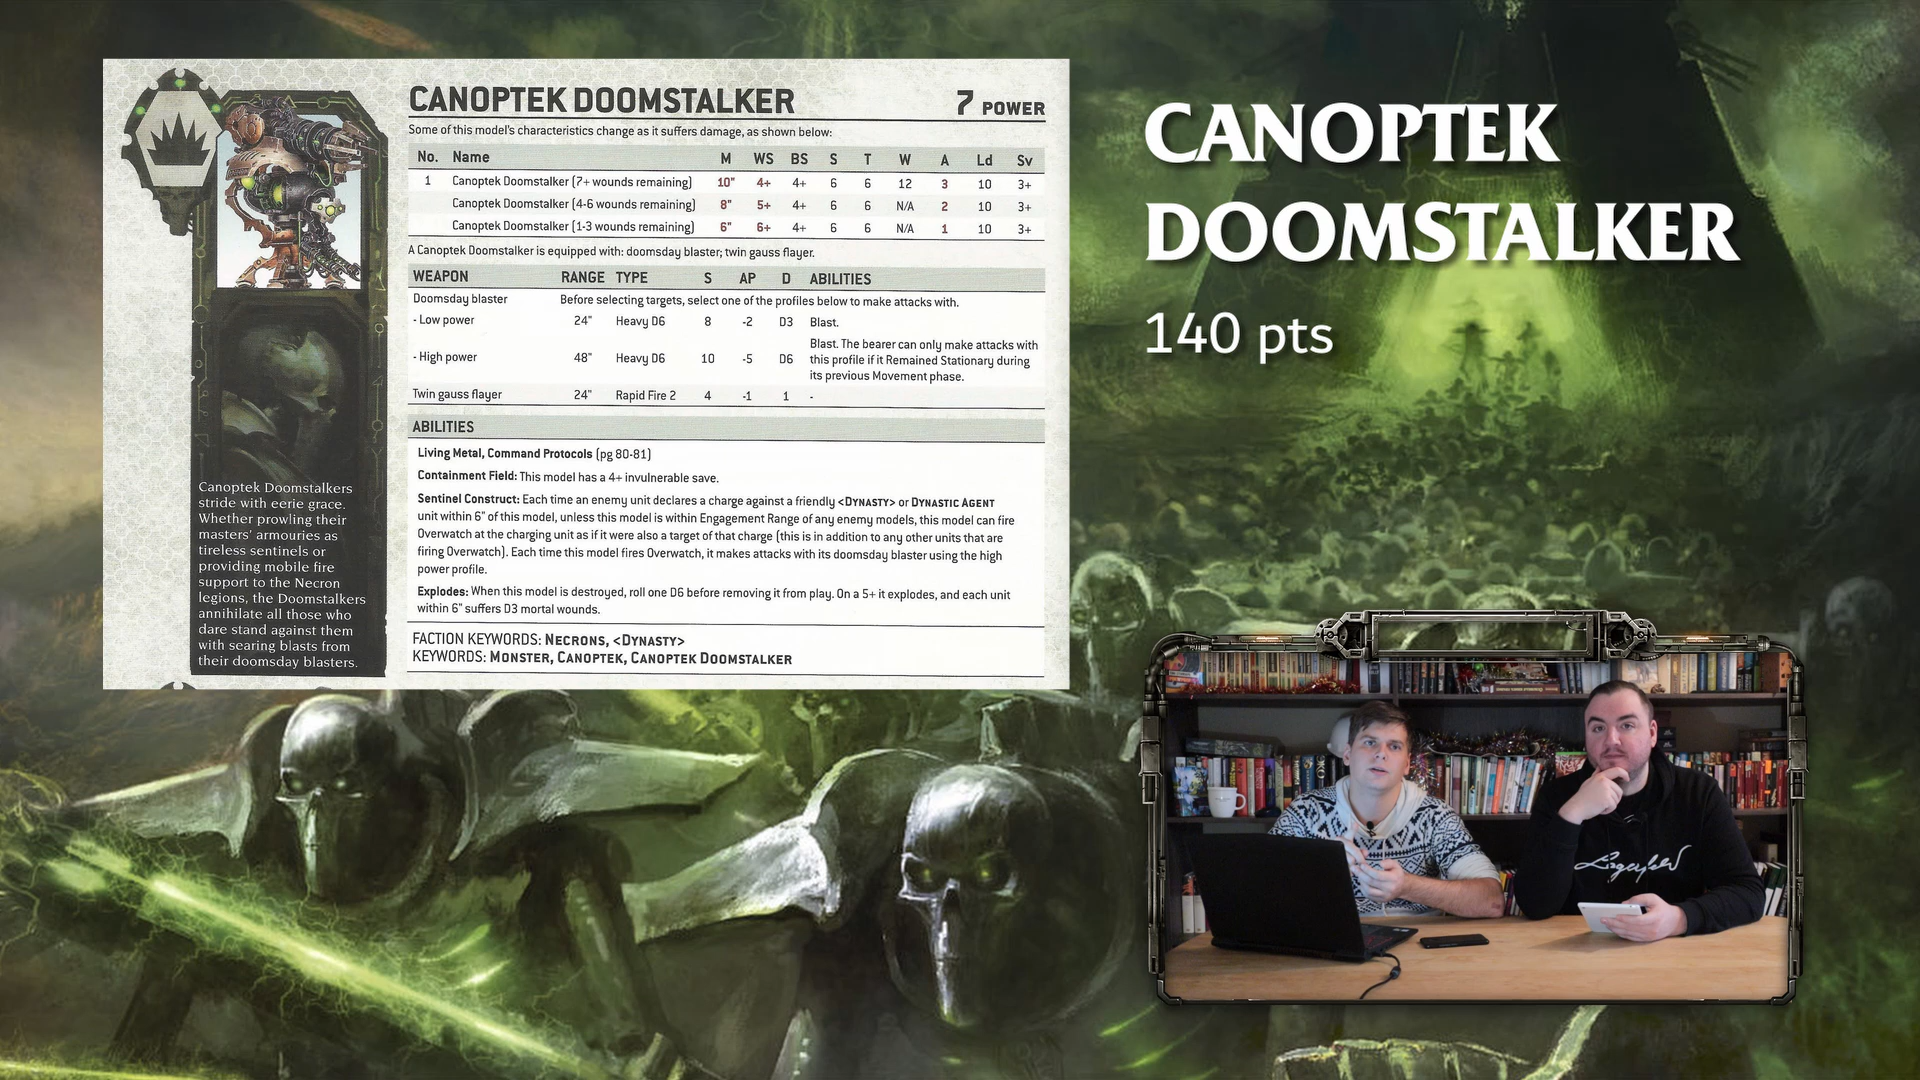 CANOPTEK DOOMSTALKER
7 POWER
Some of this model's characteristics change as it suffers damage, as shown below:
No. Name M WS BS S T W A Ld Sv
1 Canoptek Doomstalker (7+ wounds remaining) 10" 4+ 4+ 6 6 12 3 10 3+
Canoptek Doomstalker (4-6 wounds remaining) 8" 5+ 4+ 6 6 N/A 2 10 3+
Canoptek Doomstalker (1-3 wounds remaining) 6" 6+ 4+ 6 6 N/A 1 10 3+
A Canoptek Doomstalker is equipped with: doomsday blaster; twin gauss flayer.
WEAPON RANGE TYPE S AP D ABILITIES
Doomsday blaster Before selecting targets, select one of the profiles below to make attacks with.
- Low power 24" Heavy D6 8 -2 D3 Blast.
- High power 48" Heavy D6 10 -5 D6 Blast. The bearer can only make attacks with
this profile if it Remained Stationary during
its previous Movement phase.
Twin gauss flayer 24" Rapid Fire 2 4 -1 1 -
ABILITIES
Living Metal, Command Protocols (pg 80-81)
Containment Field: This model has a 4+ invulnerable save.
Sentinel Construct: Each time an enemy unit declares a charge against a friendly <DYNASTY> or DYNASTIC AGENT
unit within 6" of this model, unless this model is within Engagement Range of any enemy models, this model can fire
Overwatch at the charging unit as if it were also a target of that charge (this is in addition to any other units that are
firing Overwatch). Each time this model fires Overwatch, it makes attacks with its doomsday blaster using the high
power profile.
Explodes: When this model is destroyed, roll one D6 before removing it from play. On a 5+ it explodes, and each unit
within 6" suffers D3 mortal wounds.
FACTION KEYWORDS: NECRONS, <DYNASTY>
KEYWORDS: MONSTER, CANOPTEK, CANOPTEK DOOMSTALKER
Canoptek Doomstalkers
stride with eerie grace.
Whether prowling their
masters' armouries as
tireless sentinels or
providing mobile fire
support to the Necron
legions, the Doomstalkers
annihilate all those who
dare stand against them
with searing blasts from
their doomsday blasters.
CANOPTEK
DOOMSTALKER
140 pts